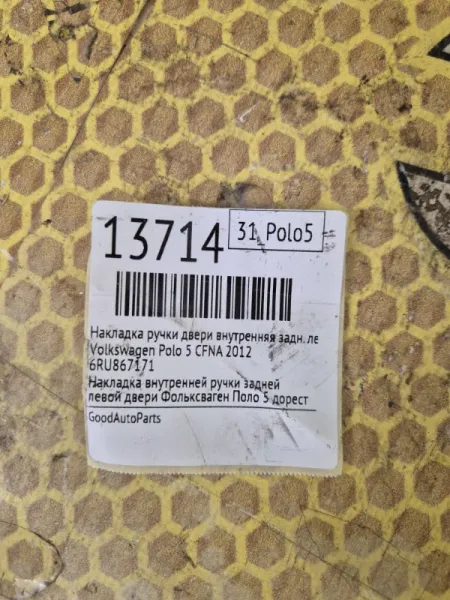 13714
31 Polo5
Накладка ручки двери внутренняя задн. ле
Volkswagen Polo 5 CFNA 2012
6RU867171
Накладка внутренней ручки задней
левой двери Фольксваген Поло 5 дорест
GoodAutoParts